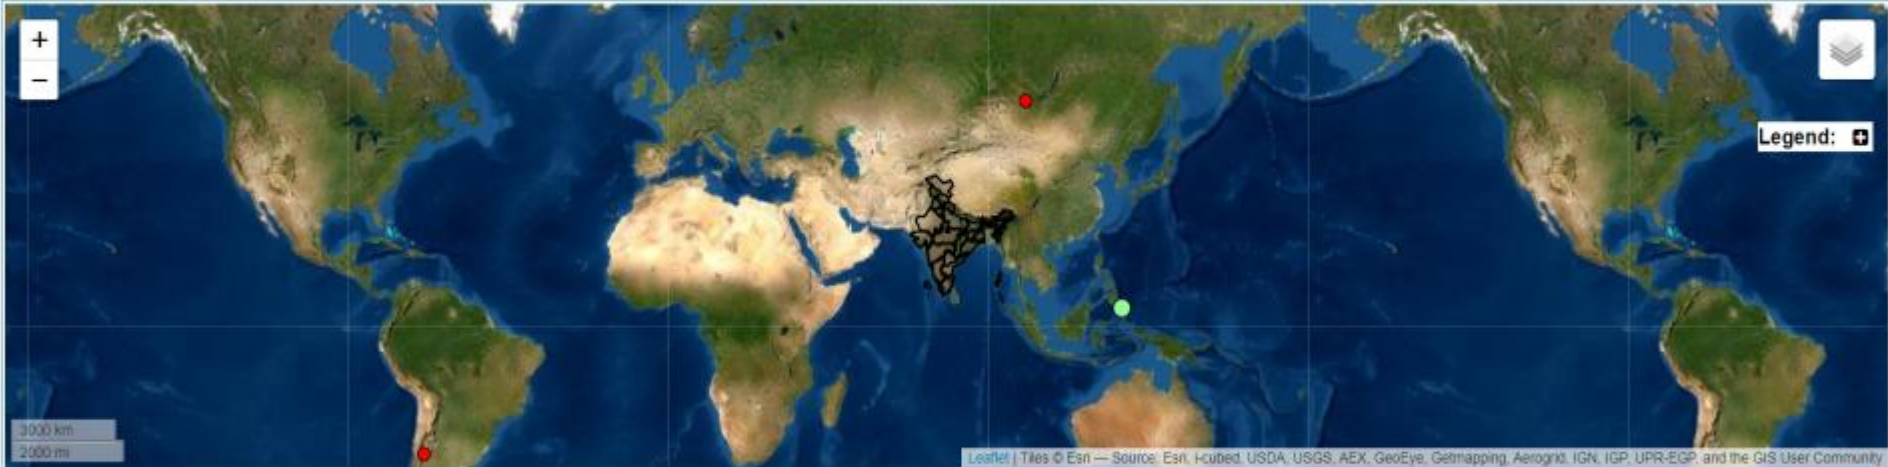 +
−
Legend:
3000 km
2000 mi
Leaflet | Tiles © Esri — Source: Esri, i-cubed, USDA, USGS, AEX, GeoEye, Getmapping, Aerogrid, IGN, IGP, UPR-EGP, and the GIS User Community